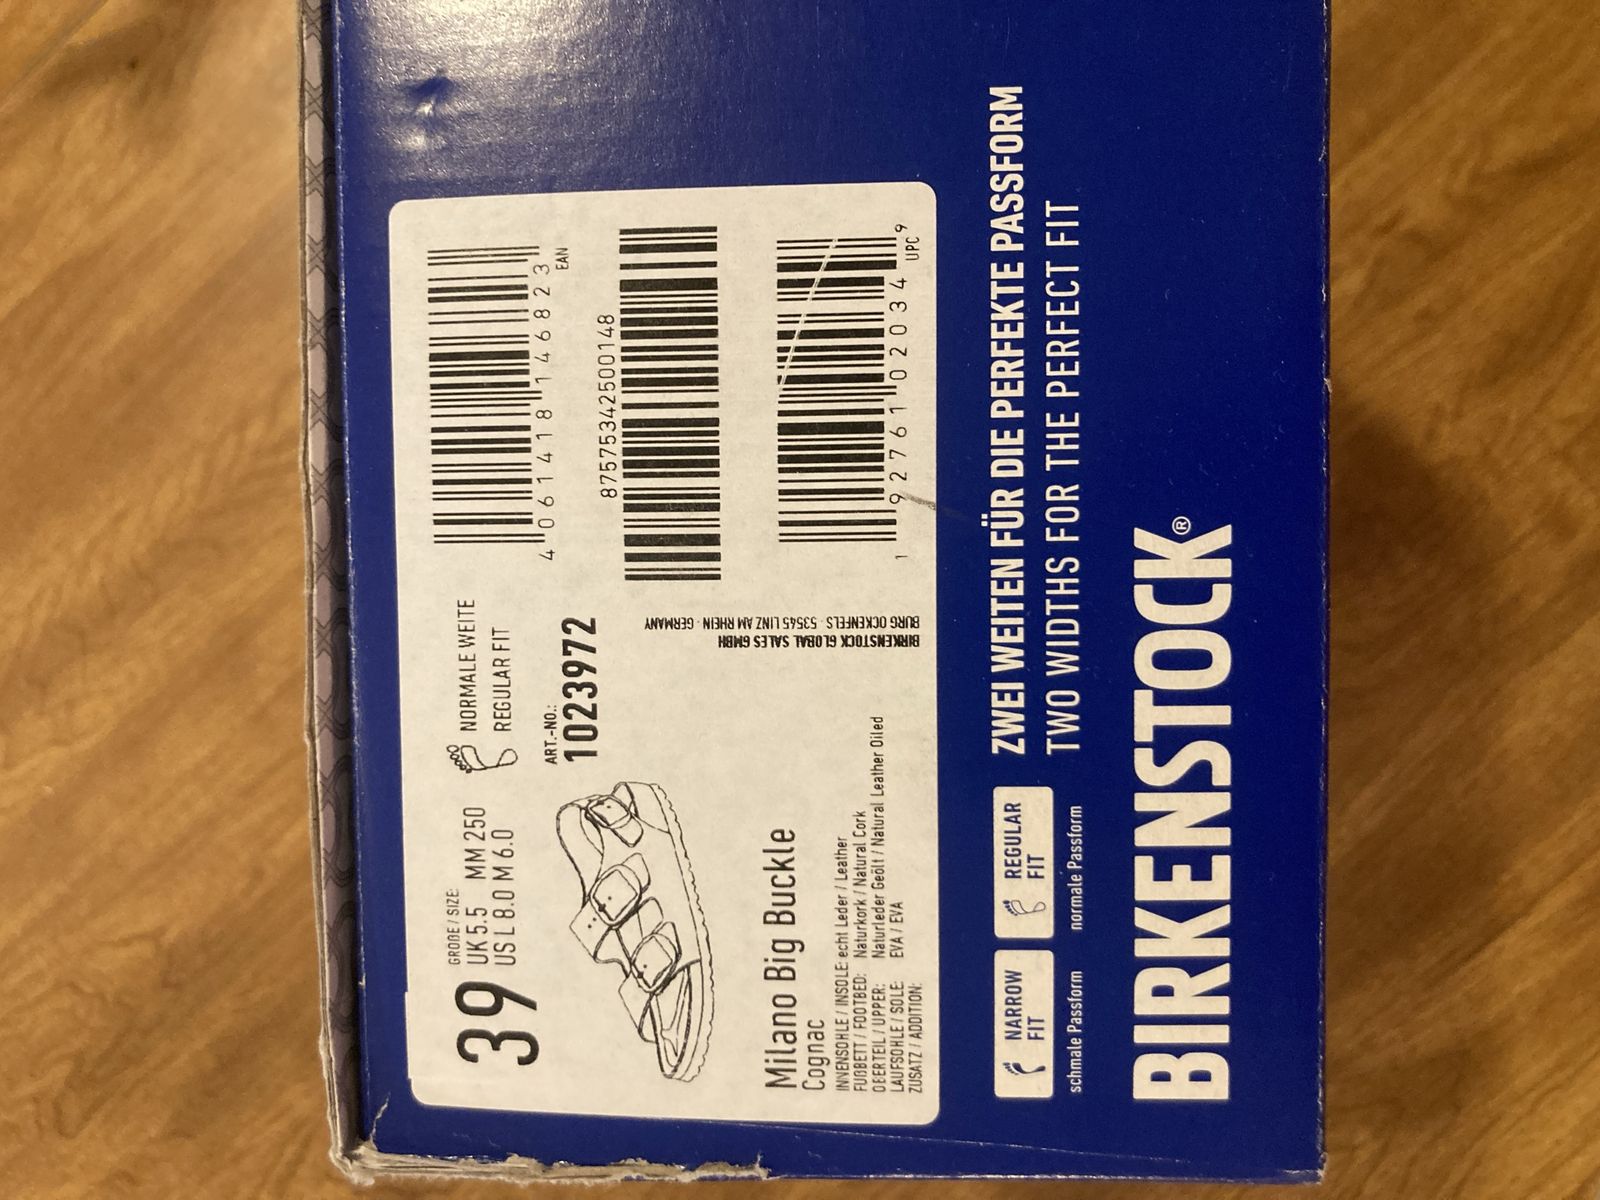 39
GRÖßE / SIZE:
UK 5.5 MM 250
US L 8.0 M 6.0
NORMALE WEITE
REGULAR FIT
ART.-NO.:
1023972
4 061418 146823
EAN
87575342500148
1 92761 02034 9
UPC
BIRKENSTOCK GLOBAL SALES GMBH
BURG OCKENFELS · 53545 LINZ AM RHEIN · GERMANY
Milano Big Buckle
Cognac
INNENSOHLE / INSOLE: echt Leder / Leather
FUßBETT / FOOTBED: Naturkork / Natural Cork
OBERTEIL / UPPER: Naturleder Geölt / Natural Leather Oiled
LAUFSOHLE / SOLE: EVA / EVA
ZUSATZ / ADDITION:
NARROW FIT
schmale Passform
REGULAR FIT
normale Passform
ZWEI WEITEN FÜR DIE PERFEKTE PASSFORM
TWO WIDTHS FOR THE PERFECT FIT
BIRKENSTOCK®